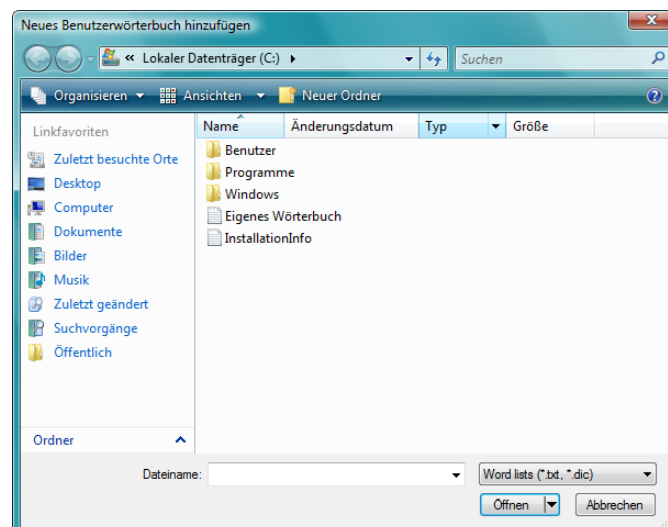 Neues Benutzerwörterbuch hinzufügen
« Lokaler Datenträger (C:) Suchen
Organisieren Ansichten Neuer Ordner
Linkfavoriten
Zuletzt besuchte Orte
Desktop
Computer
Dokumente
Bilder
Musik
Zuletzt geändert
Suchvorgänge
Öffentlich
Ordner
Name Änderungsdatum Typ Größe
Benutzer
Programme
Windows
Eigenes Wörterbuch
InstallationInfo
Dateiname: Word lists (*.txt, *.dic)
Öffnen Abbrechen